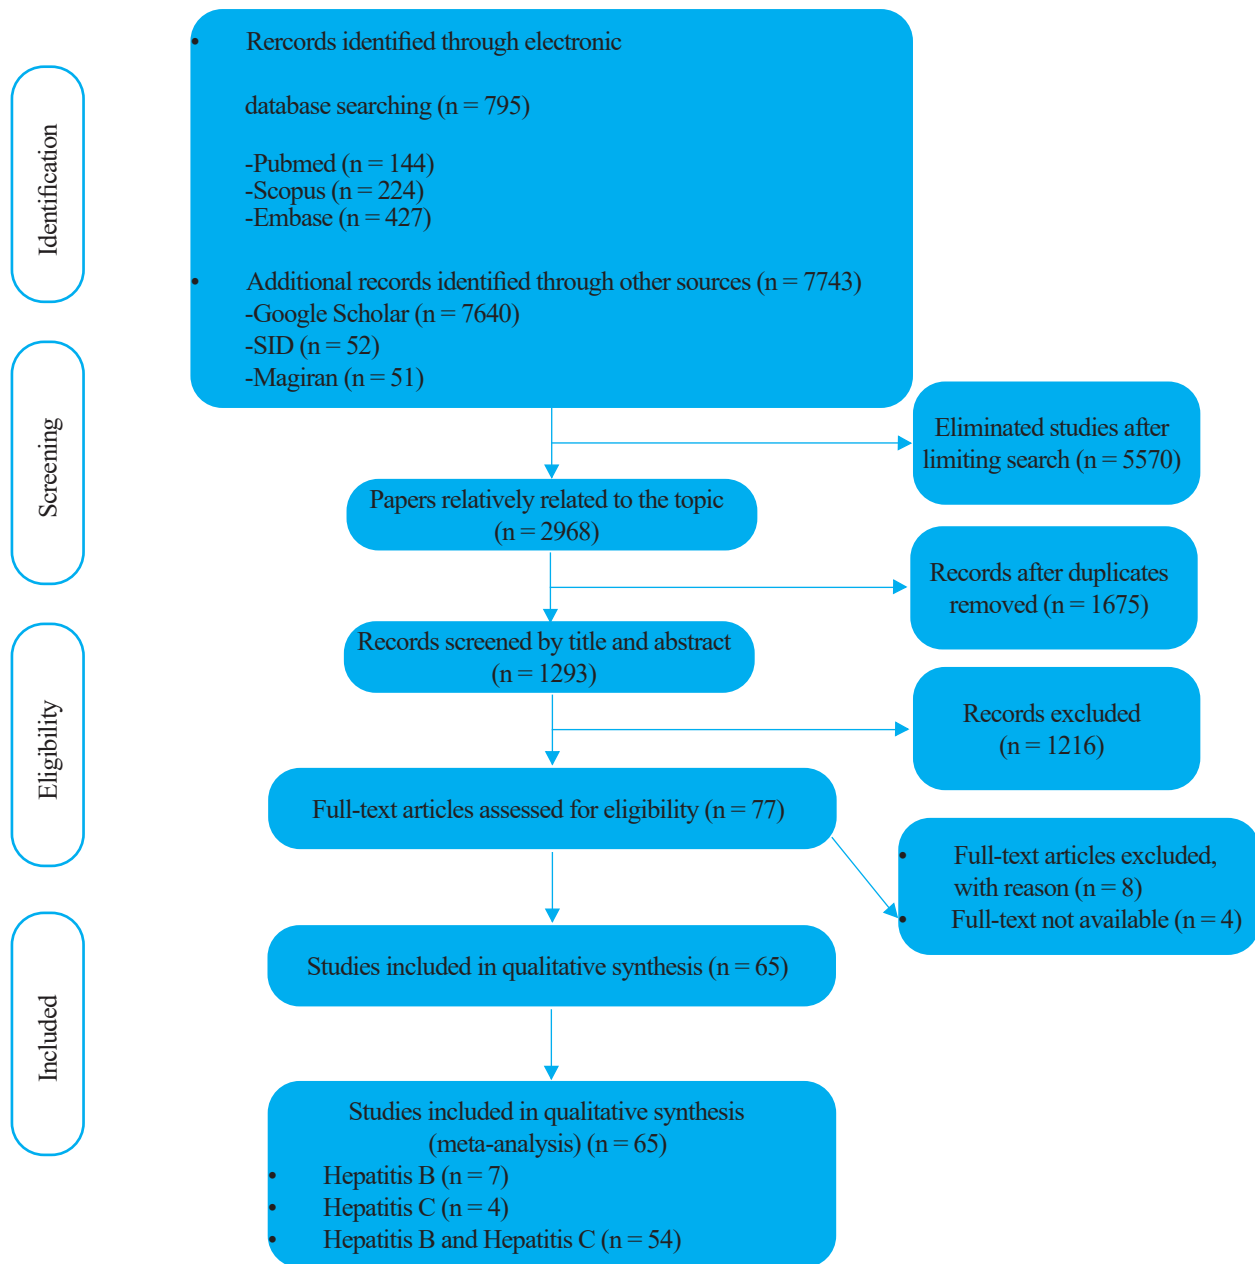 Identification
Screening
Eligibility
Included
• Rercords identified through electronic
database searching (n = 795)
-Pubmed (n = 144)
-Scopus (n = 224)
-Embase (n = 427)
• Additional records identified through other sources (n = 7743)
-Google Scholar (n = 7640)
-SID (n = 52)
-Magiran (n = 51)
Eliminated studies after
limiting search (n = 5570)
Papers relatively related to the topic
(n = 2968)
Records after duplicates
removed (n = 1675)
Records screened by title and abstract
(n = 1293)
Records excluded
(n = 1216)
Full-text articles assessed for eligibility (n = 77)
• Full-text articles excluded,
with reason (n = 8)
• Full-text not available (n = 4)
Studies included in qualitative synthesis (n = 65)
Studies included in qualitative synthesis
(meta-analysis) (n = 65)
• Hepatitis B (n = 7)
• Hepatitis C (n = 4)
• Hepatitis B and Hepatitis C (n = 54)